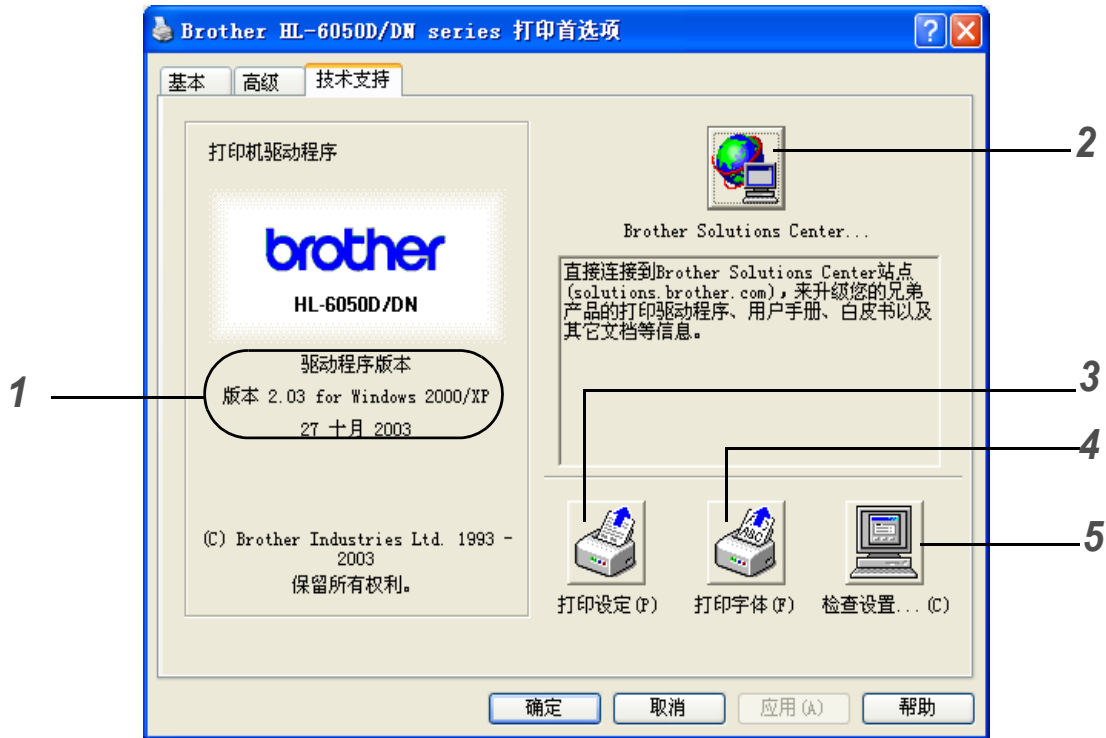 Brother HL-6050D/DN series 打印首选项
基本 高级 技术支持
打印机驱动程序
brother
HL-6050D/DN
驱动程序版本
版本 2.03 for Windows 2000/XP
27 十月 2003
(C) Brother Industries Ltd. 1993 -
2003
保留所有权利。
Brother Solutions Center...
直接连接到Brother Solutions Center站点
(solutions.brother.com),来升级您的兄弟
产品的打印驱动程序、用户手册、白皮书以及
其它文档等信息。
ABC
打印设定(P) 打印字体(F) 检查设置...(C)
确定 取消 应用(A) 帮助
1
2
3
4
5